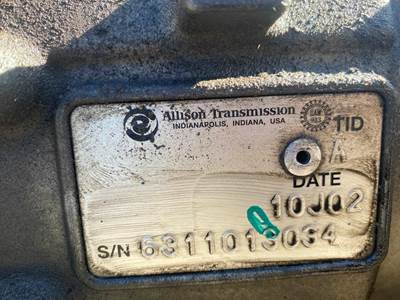 Allison Transmission
INDIANAPOLIS, INDIANA, USA
TID
A
DATE
10J02
S/N 6311013034